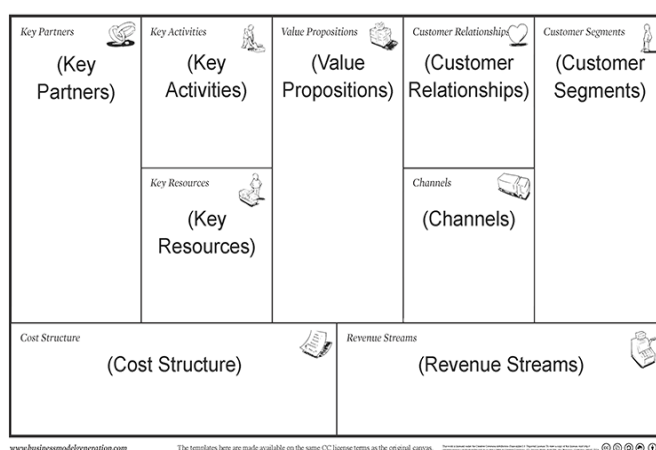 Key Partners
(Key
Partners)
Key Activities
(Key
Activities)
Key Resources
(Key
Resources)
Value Propositions
(Value
Propositions)
Customer Relationships
(Customer
Relationships)
Channels
(Channels)
Customer Segments
(Customer
Segments)
Cost Structure
(Cost Structure)
Revenue Streams
(Revenue Streams)
www.businessmodelgeneration.com
The templates here are made available on the same CC license terms as the original canvas.